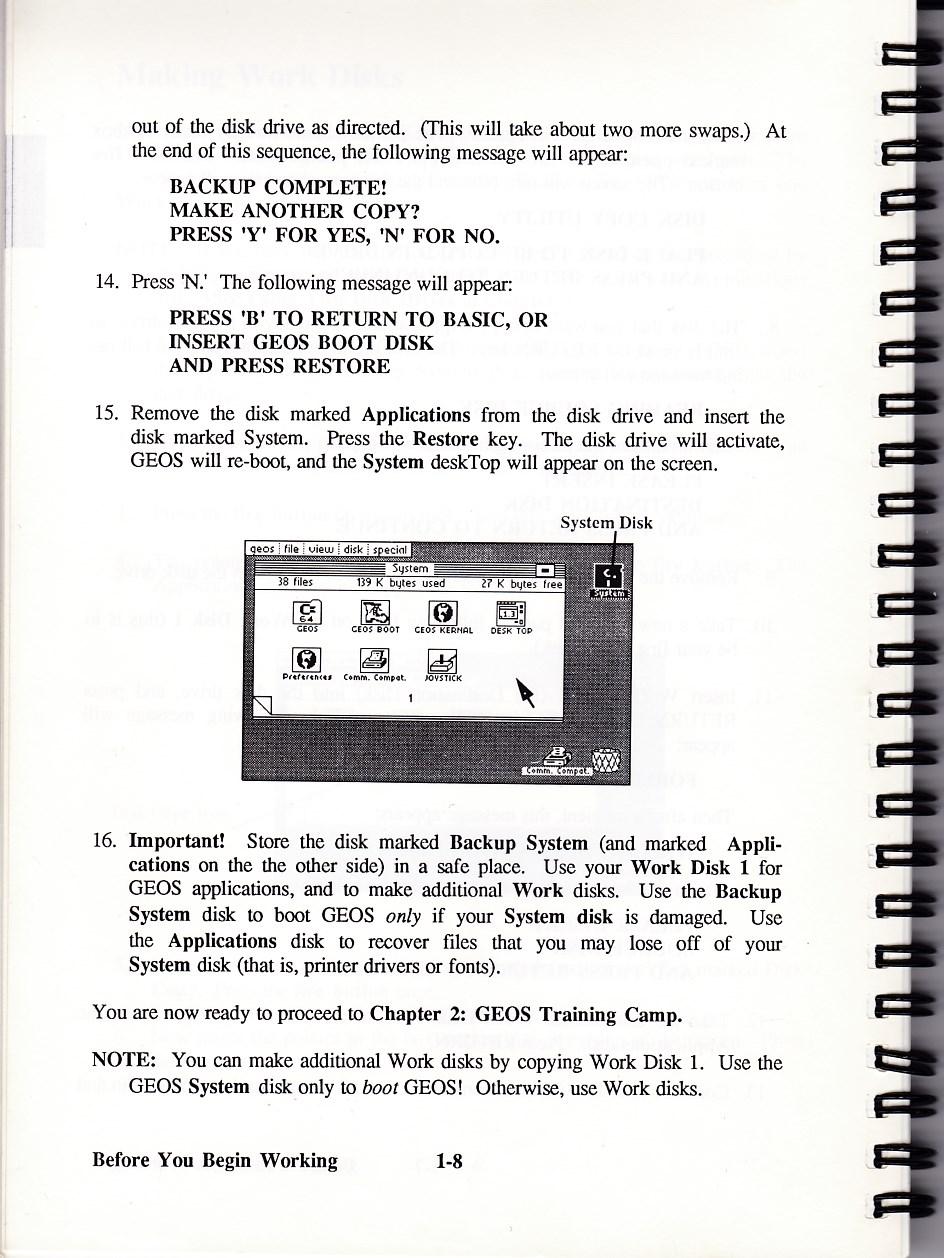 out of the disk drive as directed. (This will take about two more swaps.) At
the end of this sequence, the following message will appear:
BACKUP COMPLETE!
MAKE ANOTHER COPY?
PRESS 'Y' FOR YES, 'N' FOR NO.
14. Press 'N.' The following message will appear:
PRESS 'B' TO RETURN TO BASIC, OR
INSERT GEOS BOOT DISK
AND PRESS RESTORE
15. Remove the disk marked Applications from the disk drive and insert the
disk marked System. Press the Restore key. The disk drive will activate,
GEOS will re-boot, and the System deskTop will appear on the screen.
System Disk
geos file view disk special
System
38 files 139 K bytes used 27 K bytes free
System
GEOS GEOS BOOT GEOS KERNAL DESK TOP
Preferences Comm. Compat. JOYSTICK
1
Comm. Compat.
16. Important! Store the disk marked Backup System (and marked Appli-
cations on the the other side) in a safe place. Use your Work Disk 1 for
GEOS applications, and to make additional Work disks. Use the Backup
System disk to boot GEOS only if your System disk is damaged. Use
the Applications disk to recover files that you may lose off of your
System disk (that is, printer drivers or fonts).
You are now ready to proceed to Chapter 2: GEOS Training Camp.
NOTE: You can make additional Work disks by copying Work Disk 1. Use the
GEOS System disk only to boot GEOS! Otherwise, use Work disks.
Before You Begin Working 1-8